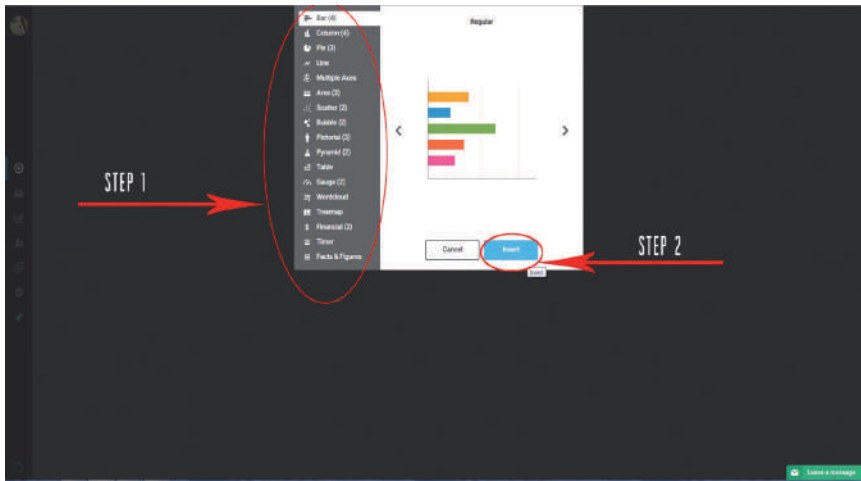 Bar (4)
Column (4)
Pie (3)
Line
Multiple Axes
Area (3)
Scatter (2)
Bubble (2)
Pictorial (3)
Pyramid (2)
Table
Gauge (2)
Wordcloud
Treemap
Financial (2)
Timer
Facts & Figures
Regular
STEP 1
Cancel
Insert
STEP 2
Insert
Leave a message